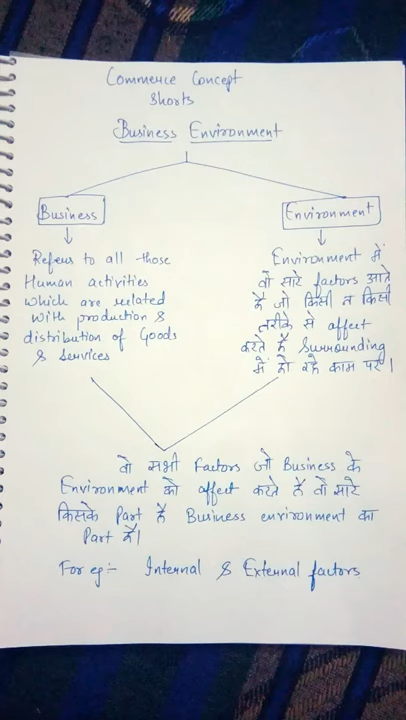 Commerce Concept
Shorts
Business Environment
Business
Refers to all those
Human activities
which are related
with production &
distribution of Goods
& services
Environment
Environment में
वो सारे factors आते
है जो किसी न किसी
तरीके से affect
करते है Surrounding
में हो रहे काम पर।
वो सभी Factors जो Business के
Environment को affect करते है वो सारे
किसके Part है Business environment का
Part है।
For eg:- Internal & External factors